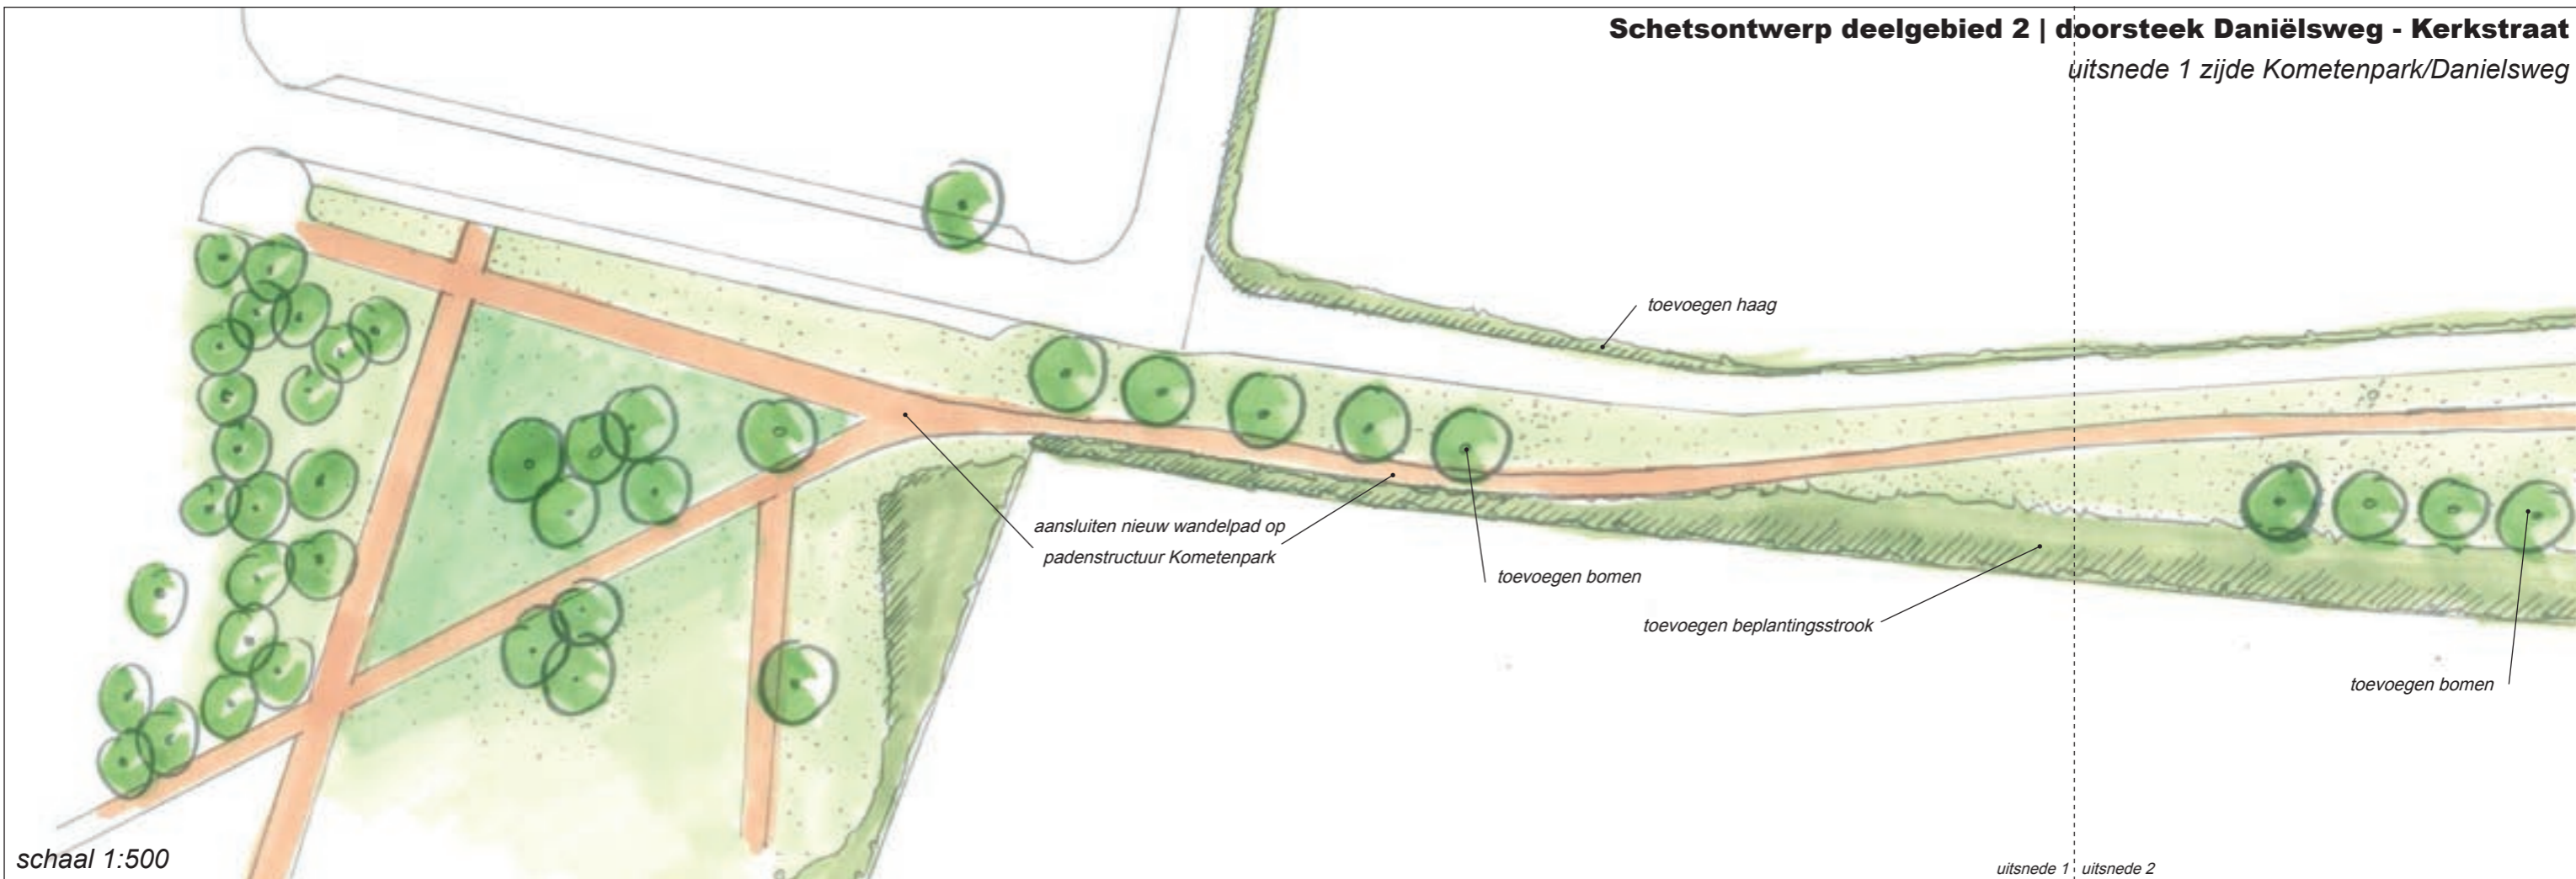 Schetsontwerp deelgebied 2 | doorsteek Daniëlsweg - Kerkstraat
uitsnede 1 zijde Kometenpark/Danielsweg
toevoegen haag
aansluiten nieuw wandelpad op
padenstructuur Kometenpark
toevoegen bomen
toevoegen beplantingsstrook
toevoegen bomen
schaal 1:500
uitsnede 1
uitsnede 2